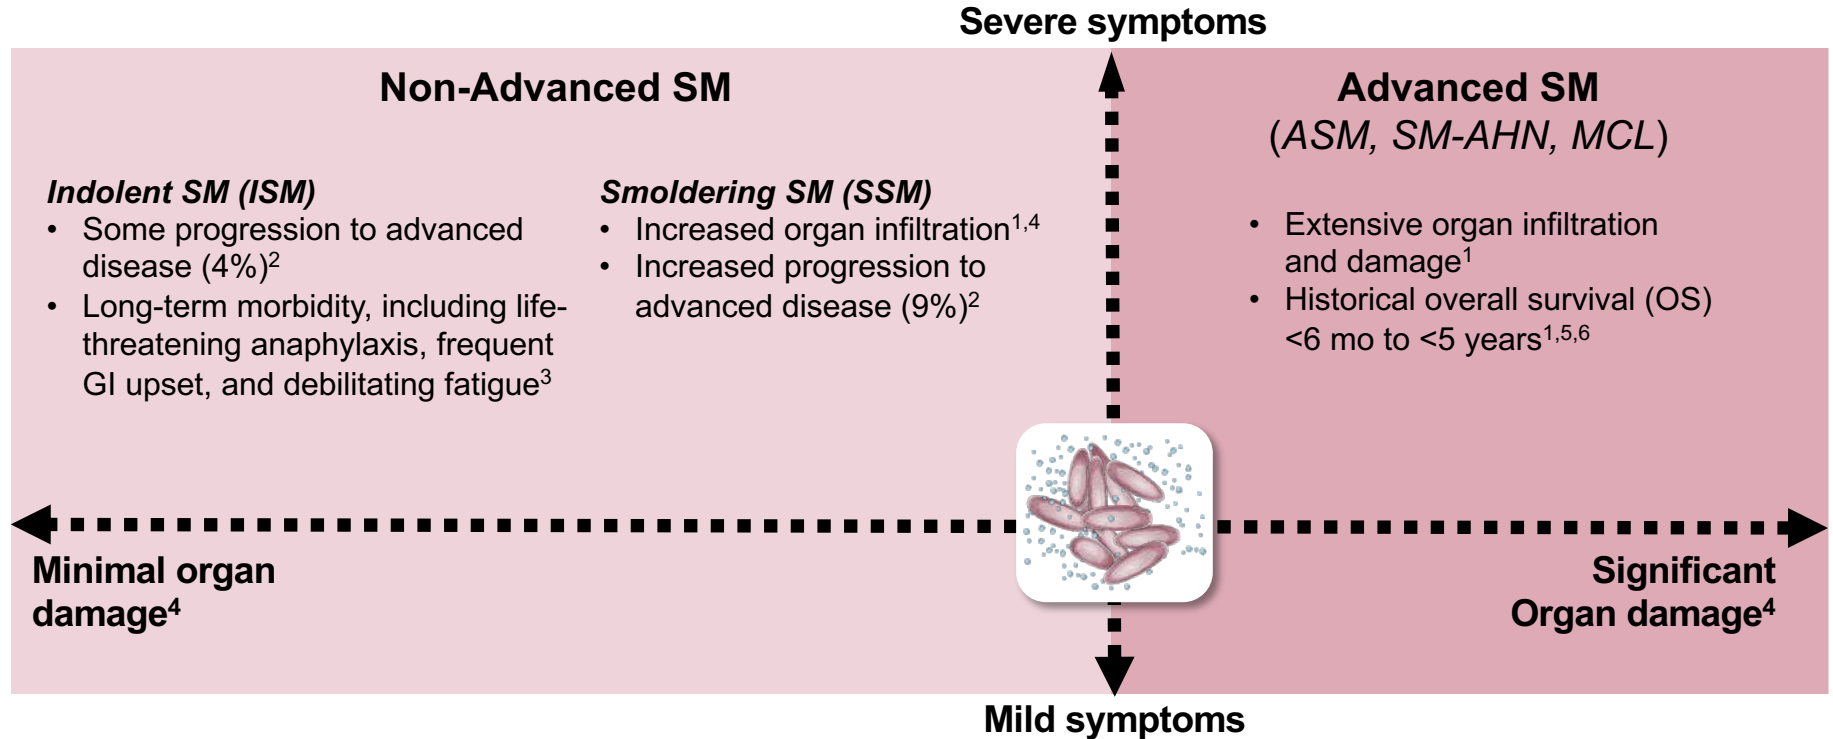 Severe symptoms
Non-Advanced SM
Indolent SM (ISM)
• Some progression to advanced
disease (4%)2
• Long-term morbidity, including life-
threatening anaphylaxis, frequent
GI upset, and debilitating fatigue3
Smoldering SM (SSM)
• Increased organ infiltration1,4
• Increased progression to
advanced disease (9%)2
Advanced SM
(ASM, SM-AHN, MCL)
• Extensive organ infiltration
and damage1
• Historical overall survival (OS)
<6 mo to <5 years1,5,6
Minimal organ
damage4
Significant
Organ damage4
Mild symptoms